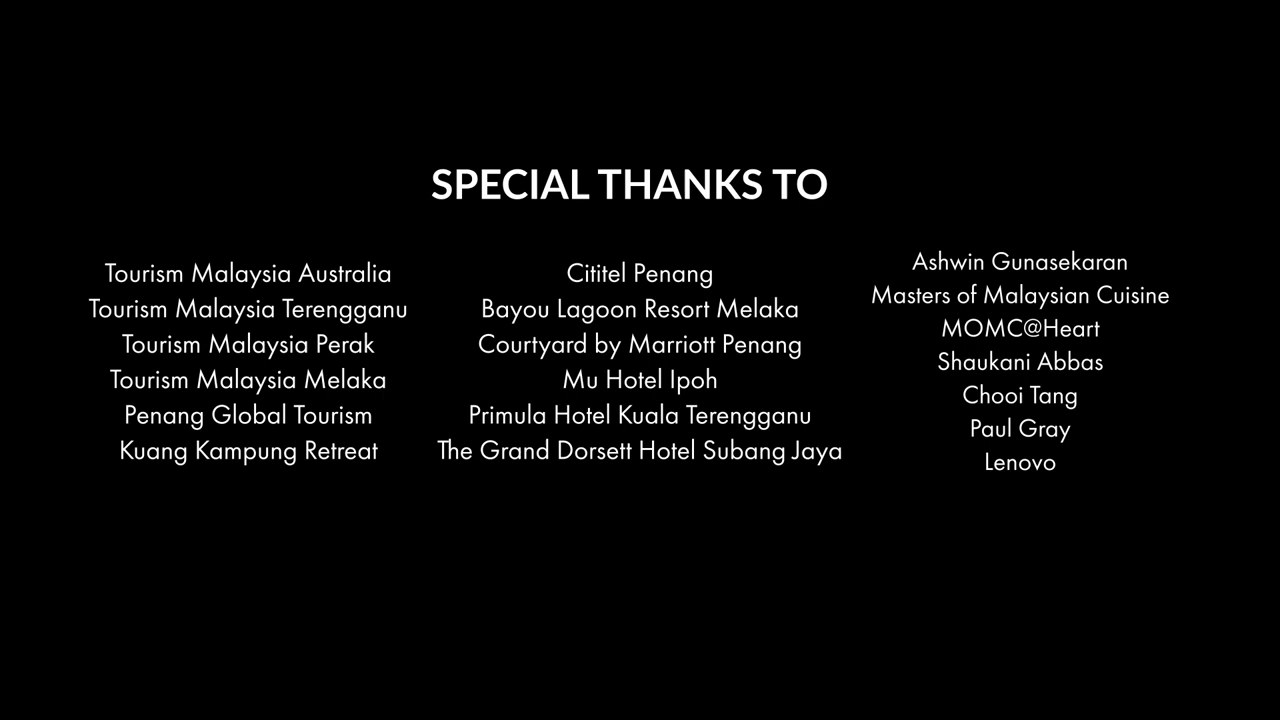 SPECIAL THANKS TO
Tourism Malaysia Australia
Tourism Malaysia Terengganu
Tourism Malaysia Perak
Tourism Malaysia Melaka
Penang Global Tourism
Kuang Kampung Retreat
Cititel Penang
Bayou Lagoon Resort Melaka
Courtyard by Marriott Penang
Mu Hotel Ipoh
Primula Hotel Kuala Terengganu
The Grand Dorsett Hotel Subang Jaya
Ashwin Gunasekaran
Masters of Malaysian Cuisine
MOMC@Heart
Shaukani Abbas
Chooi Tang
Paul Gray
Lenovo